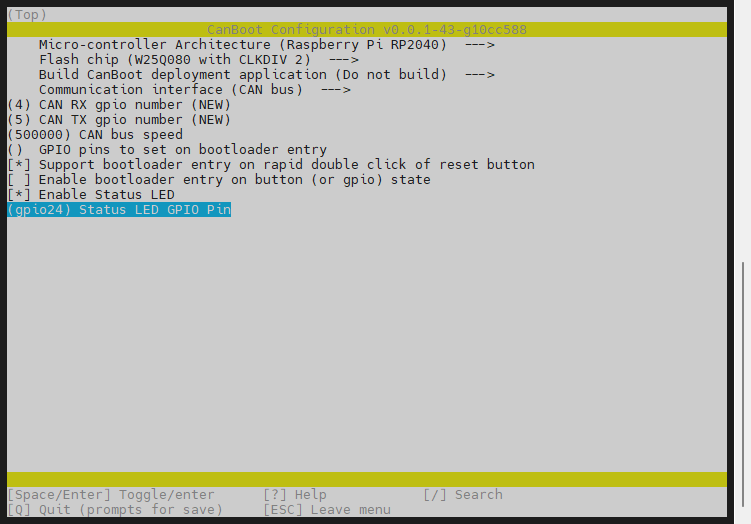 (Top)
CanBoot Configuration v0.0.1-43-g10cc588
Micro-controller Architecture (Raspberry Pi RP2040)  --->
Flash chip (W25Q080 with CLKDIV 2)  --->
Build CanBoot deployment application (Do not build)  --->
Communication interface (CAN bus)  --->
(4) CAN RX gpio number (NEW)
(5) CAN TX gpio number (NEW)
(500000) CAN bus speed
()  GPIO pins to set on bootloader entry
[*] Support bootloader entry on rapid double click of reset button
[ ] Enable bootloader entry on button (or gpio) state
[*] Enable Status LED
(gpio24) Status LED GPIO Pin
[Space/Enter] Toggle/enter      [?] Help            [/] Search
[Q] Quit (prompts for save)     [ESC] Leave menu